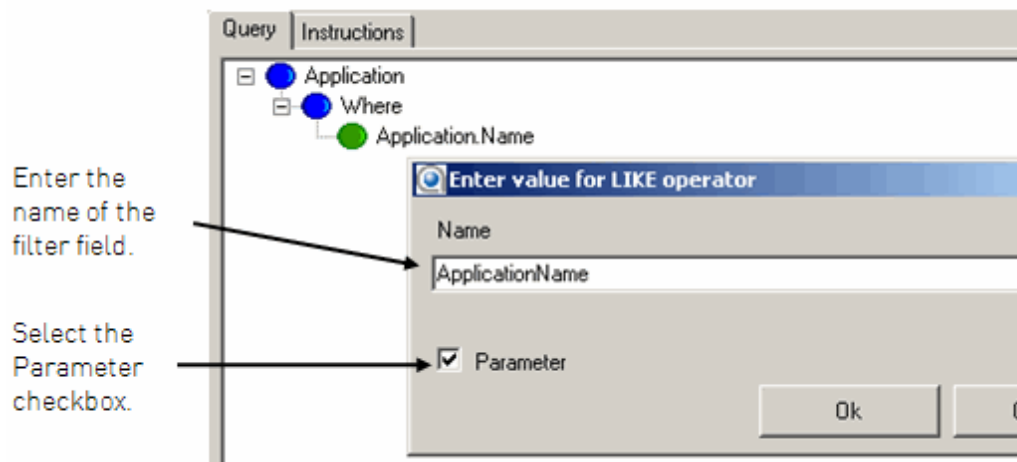 Query
Instructions
Application
Where
Application.Name
Enter value for LIKE operator
Enter the
name of the
filter field.
Name
ApplicationName
Select the
Parameter
checkbox.
Parameter
Ok